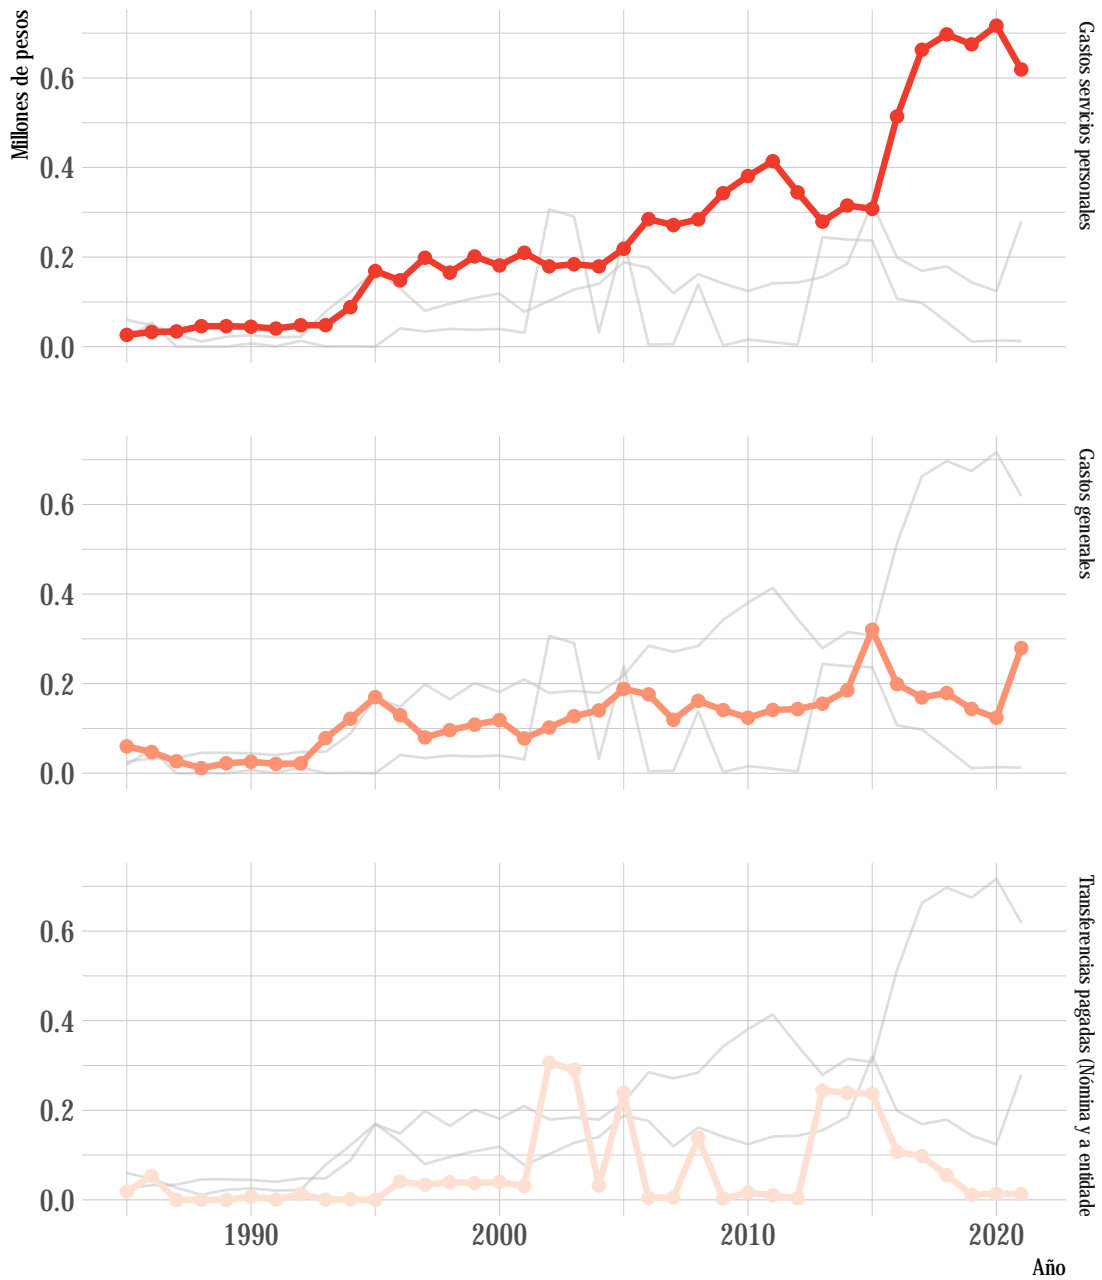 Millones de pesos
0.6
0.4
0.2
0.0
Gastos servicios personales
0.6
0.4
0.2
0.0
Gastos generales
0.6
0.4
0.2
0.0
Transferencias pagadas (Nómina y a entidade
1990 2000 2010 2020
Año